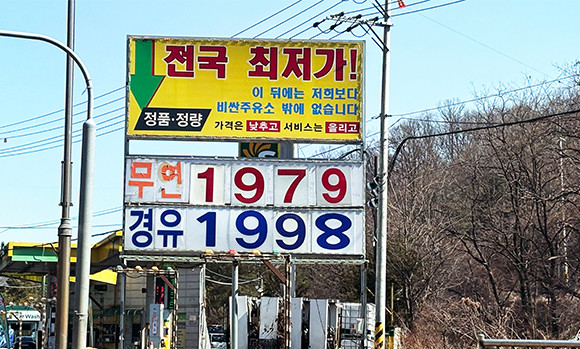 전국 최저가!
이 뒤에는 저희보다
비싼주유소 밖에 없습니다
정품·정량
가격은 낮추고 서비스는 올리고
무연 1979
경유 1998
Wash